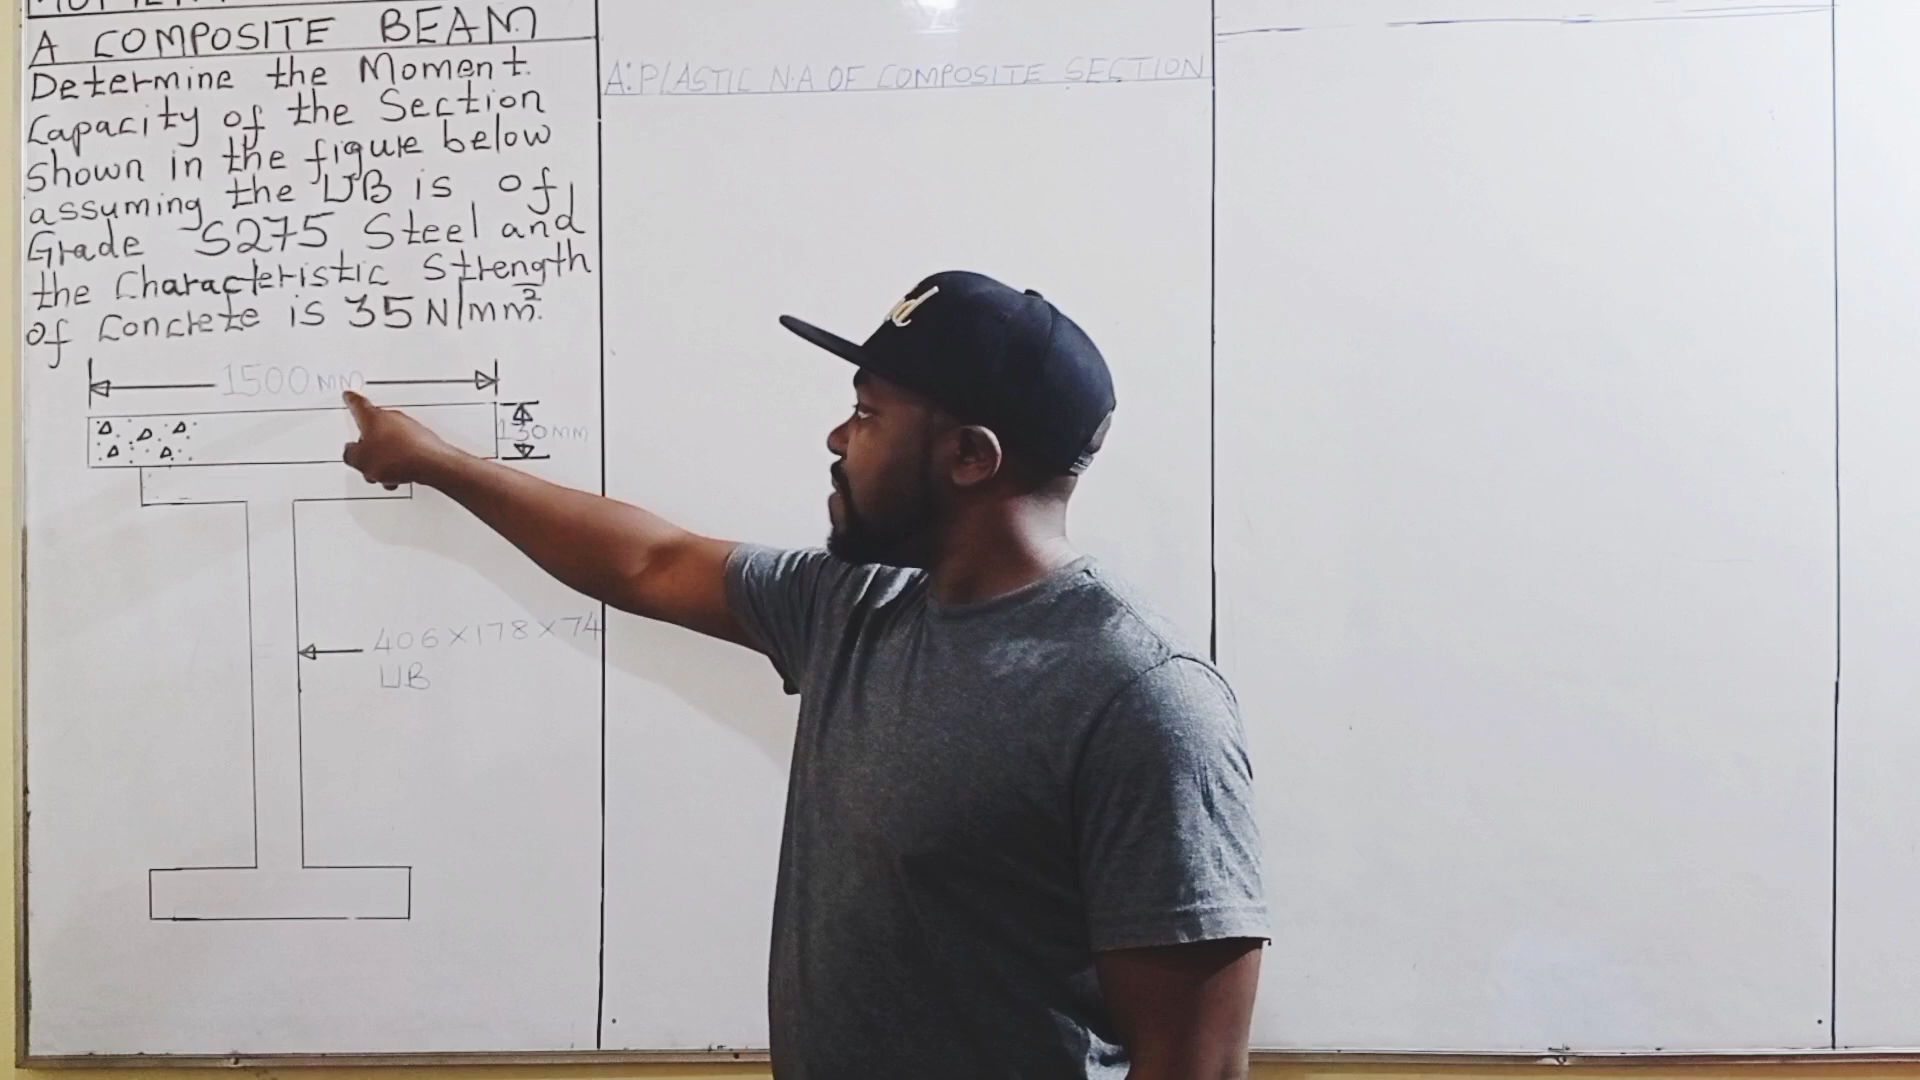 A COMPOSITE BEAM
Determine the Moment
Capacity of the Section
shown in the figure below
assuming the UB is of
Grade S275 Steel and
the Characteristic Strength
of Concrete is 35 N/mm².
1500mm
130mm
406×178×74
UB
A: PLASTIC N.A OF COMPOSITE SECTION